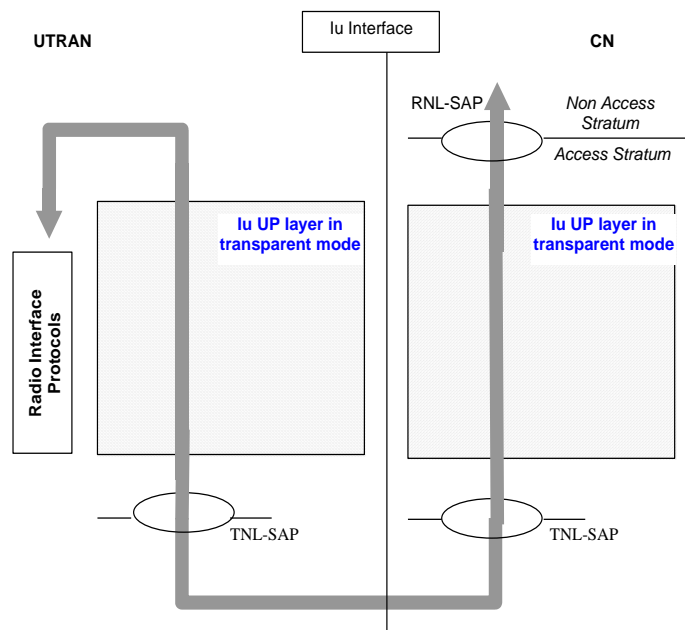 Iu Interface
UTRAN
CN
RNL-SAP
Non Access
Stratum
Access Stratum
Iu UP layer in
transparent mode
Iu UP layer in
transparent mode
Radio Interface
Protocols
TNL-SAP
TNL-SAP